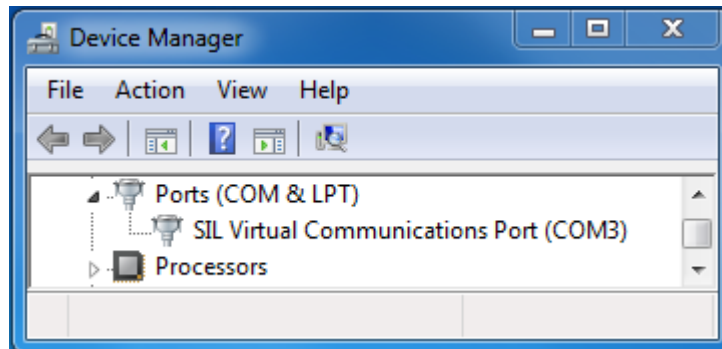 Device Manager
File Action View Help
Ports (COM & LPT)
SIL Virtual Communications Port (COM3)
Processors